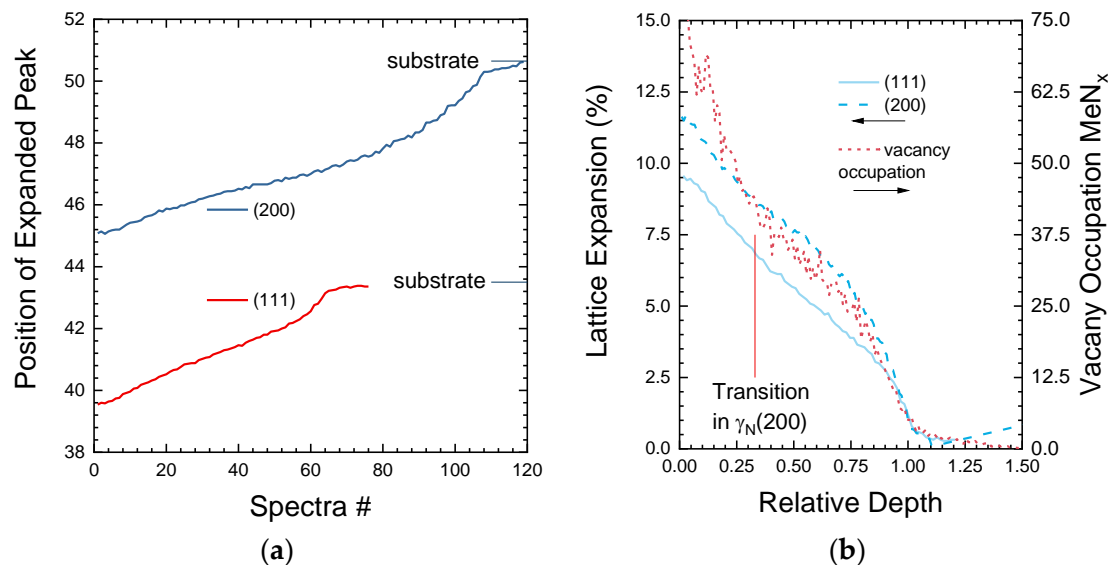 52
50
48
46
44
42
40
38
0 20 40 60 80 100 120
Position of Expanded Peak
Spectra #
substrate
(200)
substrate
(111)
(a)
15.0
12.5
10.0
7.5
5.0
2.5
0.0
0.00 0.25 0.50 0.75 1.00 1.25 1.50
75.0
62.5
50.0
37.5
25.0
12.5
0.0
Lattice Expansion (%)
Relative Depth
Vacany Occupation MeNₓ
(111)
(200)
vacancy
occupation
Transition
in γN(200)
(b)